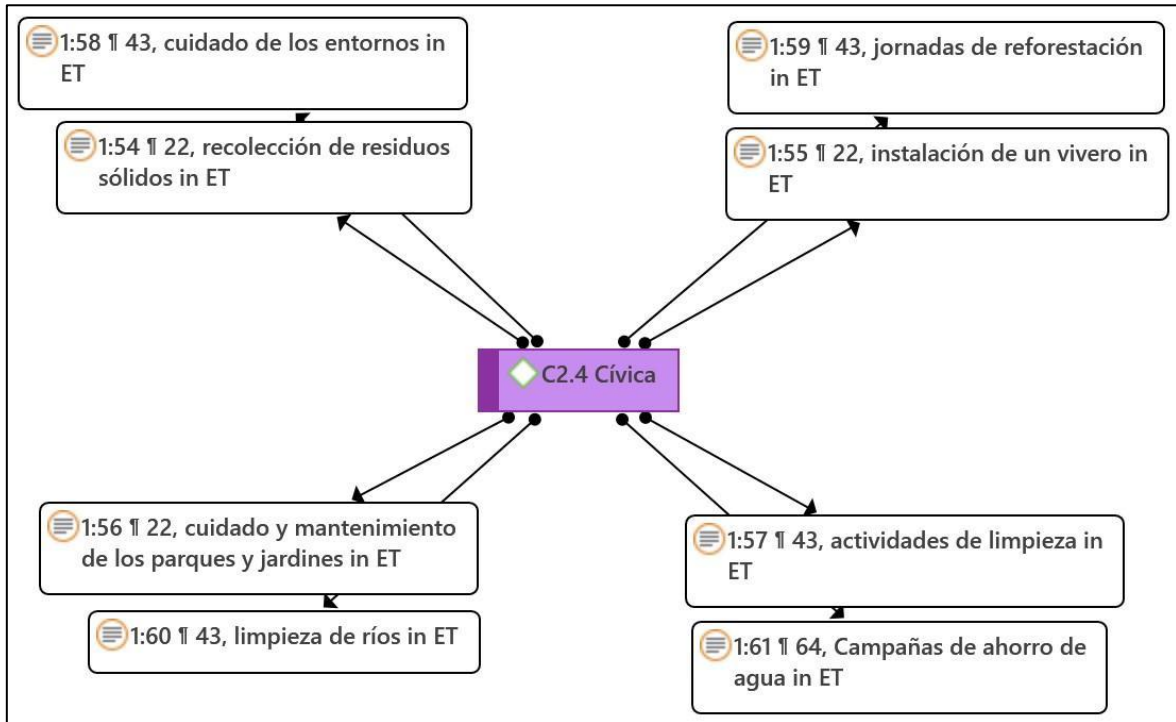 1:58 ¶ 43, cuidado de los entornos in
ET
1:59 ¶ 43, jornadas de reforestación
in ET
1:54 ¶ 22, recolección de residuos
sólidos in ET
1:55 ¶ 22, instalación de un vivero in
ET
C2.4 Cívica
1:56 ¶ 22, cuidado y mantenimiento
de los parques y jardines in ET
1:57 ¶ 43, actividades de limpieza in
ET
1:60 ¶ 43, limpieza de ríos in ET
1:61 ¶ 64, Campañas de ahorro de
agua in ET